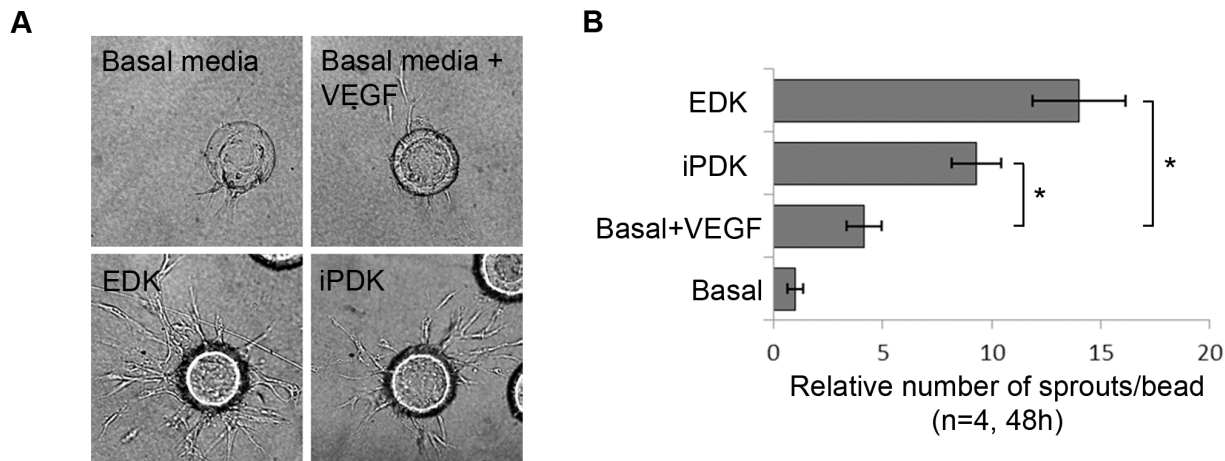 A
Basal media
Basal media +
VEGF
EDK
iPDK
B
EDK
iPDK
Basal+VEGF
Basal
*
*
0 5 10 15 20
Relative number of sprouts/bead
(n=4, 48h)